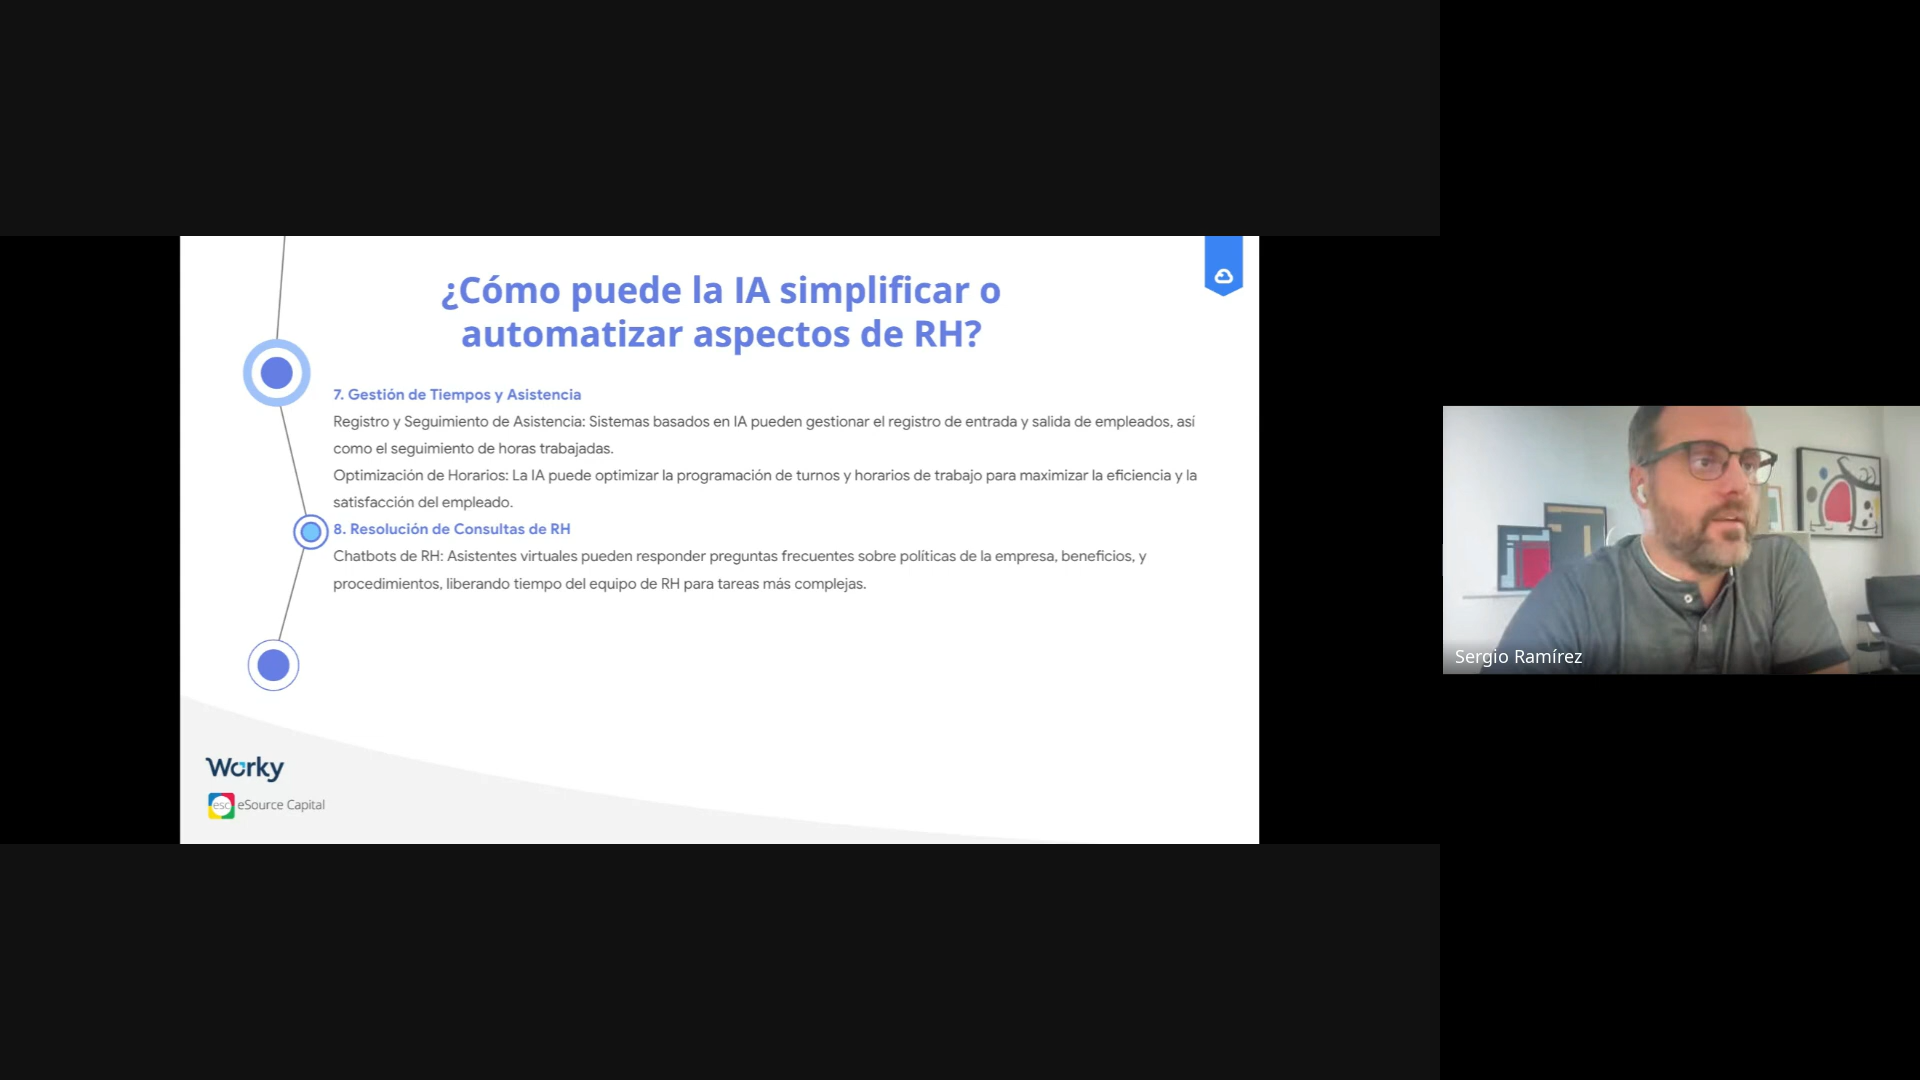 ¿Cómo puede la IA simplificar o
automatizar aspectos de RH?
7. Gestión de Tiempos y Asistencia
Registro y Seguimiento de Asistencia: Sistemas basados en IA pueden gestionar el registro de entrada y salida de empleados, así
como el seguimiento de horas trabajadas.
Optimización de Horarios: La IA puede optimizar la programación de turnos y horarios de trabajo para maximizar la eficiencia y la
satisfacción del empleado.
8. Resolución de Consultas de RH
Chatbots de RH: Asistentes virtuales pueden responder preguntas frecuentes sobre políticas de la empresa, beneficios, y
procedimientos, liberando tiempo del equipo de RH para tareas más complejas.
Worky
esc eSource Capital
Sergio Ramírez